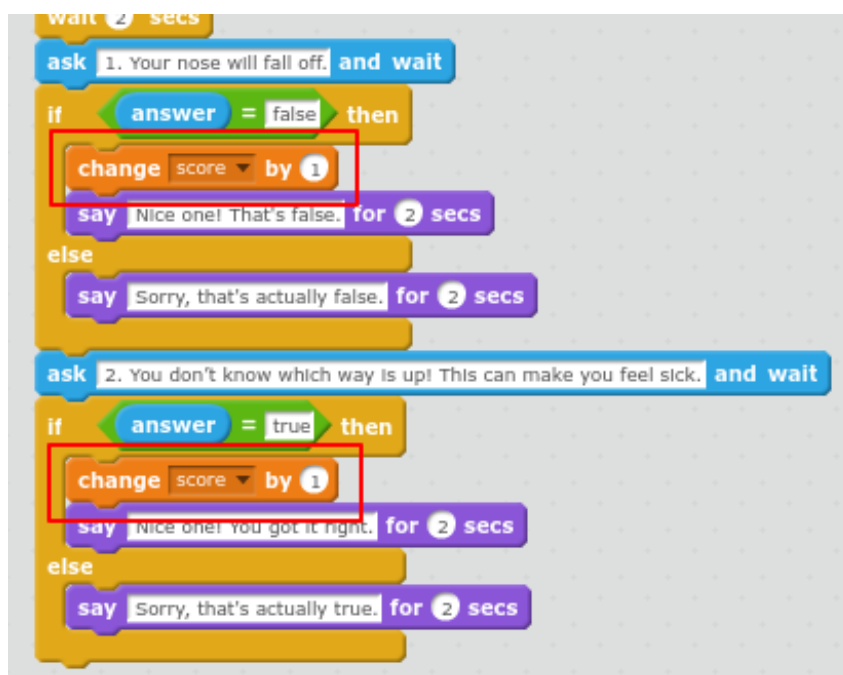 wait 2 secs
ask 1. Your nose will fall off. and wait
if answer = false then
change score by 1
say Nice one! That's false. for 2 secs
else
say Sorry, that's actually false. for 2 secs
ask 2. You don't know which way is up! This can make you feel sick. and wait
if answer = true then
change score by 1
say Nice one! You got it right. for 2 secs
else
say Sorry, that's actually true. for 2 secs